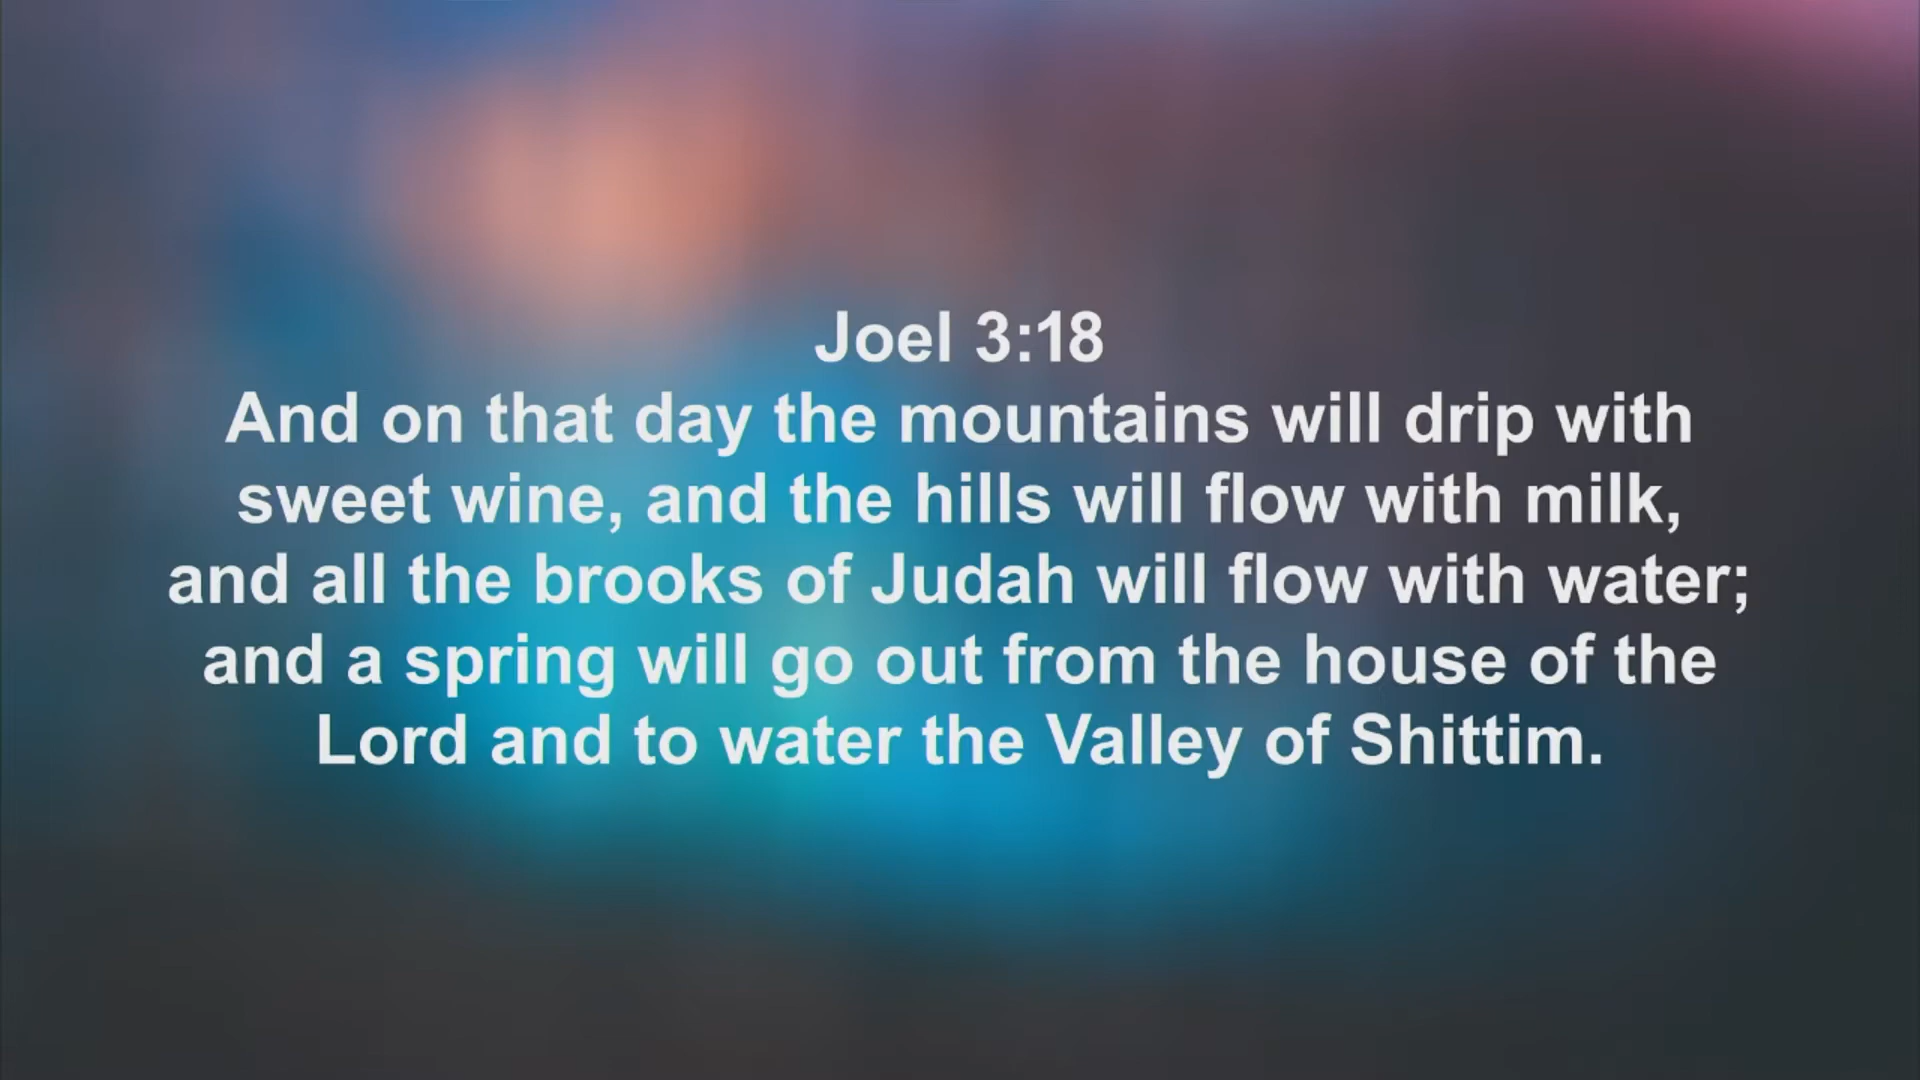 Joel 3:18
And on that day the mountains will drip with
sweet wine, and the hills will flow with milk,
and all the brooks of Judah will flow with water;
and a spring will go out from the house of the
Lord and to water the Valley of Shittim.